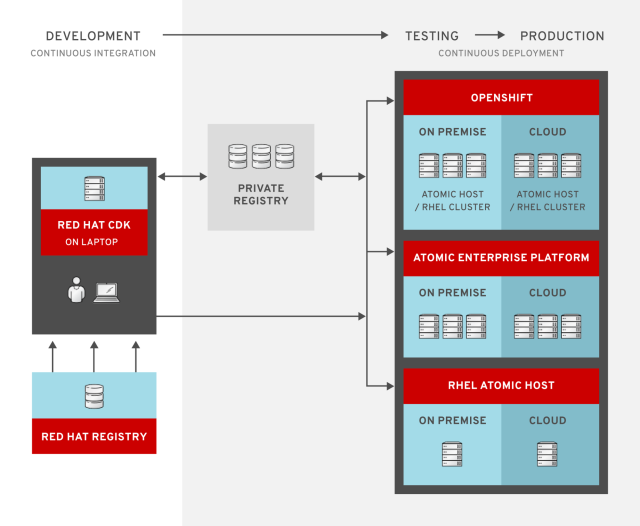 DEVELOPMENT
CONTINUOUS INTEGRATION
TESTING
PRODUCTION
CONTINUOUS DEPLOYMENT
RED HAT CDK
ON LAPTOP
RED HAT REGISTRY
PRIVATE
REGISTRY
OPENSHIFT
ON PREMISE
CLOUD
ATOMIC HOST
/ RHEL CLUSTER
ATOMIC HOST
/ RHEL CLUSTER
ATOMIC ENTERPRISE PLATFORM
ON PREMISE
CLOUD
RHEL ATOMIC HOST
ON PREMISE
CLOUD